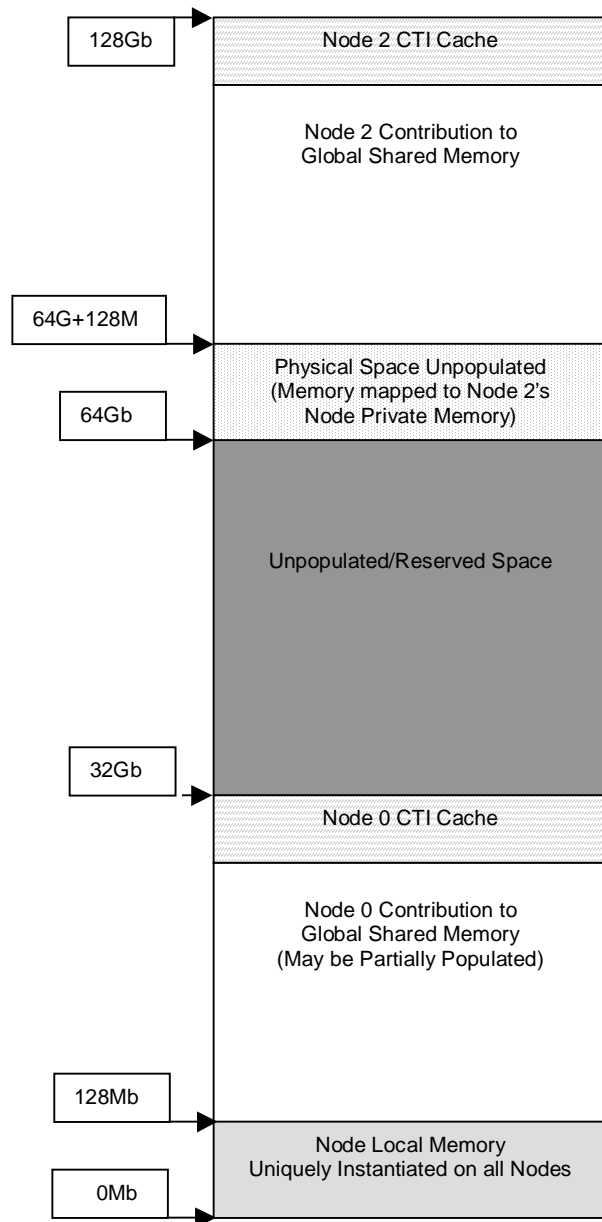 128Gb
Node 2 CTI Cache
Node 2 Contribution to
Global Shared Memory
64G+128M
Physical Space Unpopulated
(Memory mapped to Node 2's
Node Private Memory)
64Gb
Unpopulated/Reserved Space
32Gb
Node 0 CTI Cache
Node 0 Contribution to
Global Shared Memory
(May be Partially Populated)
128Mb
Node Local Memory
Uniquely Instantiated on all Nodes
0Mb